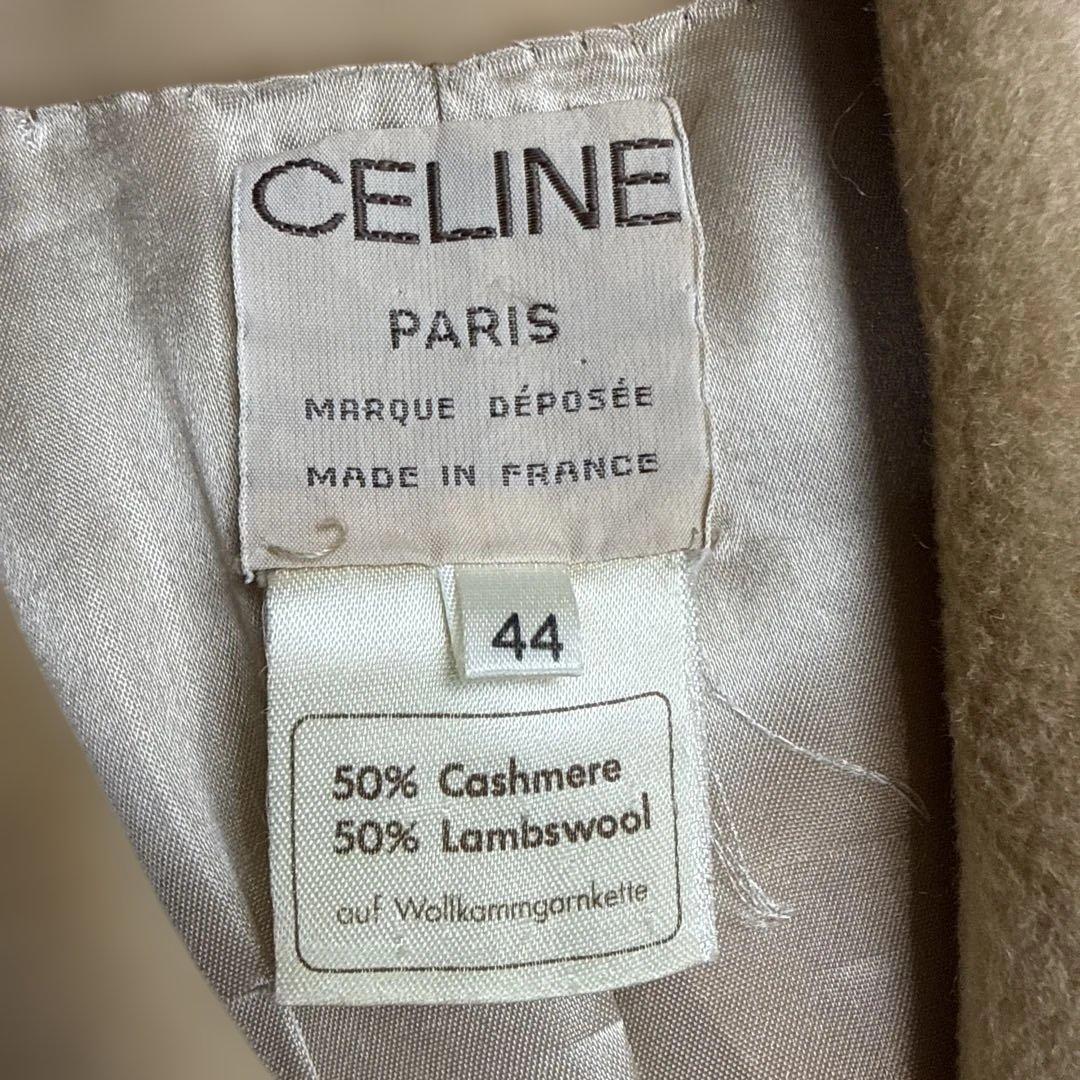 CELINE
PARIS
MARQUE DÉPOSÉE
MADE IN FRANCE
44
50% Cashmere
50% Lambswool
auf Wollkammgarnkette